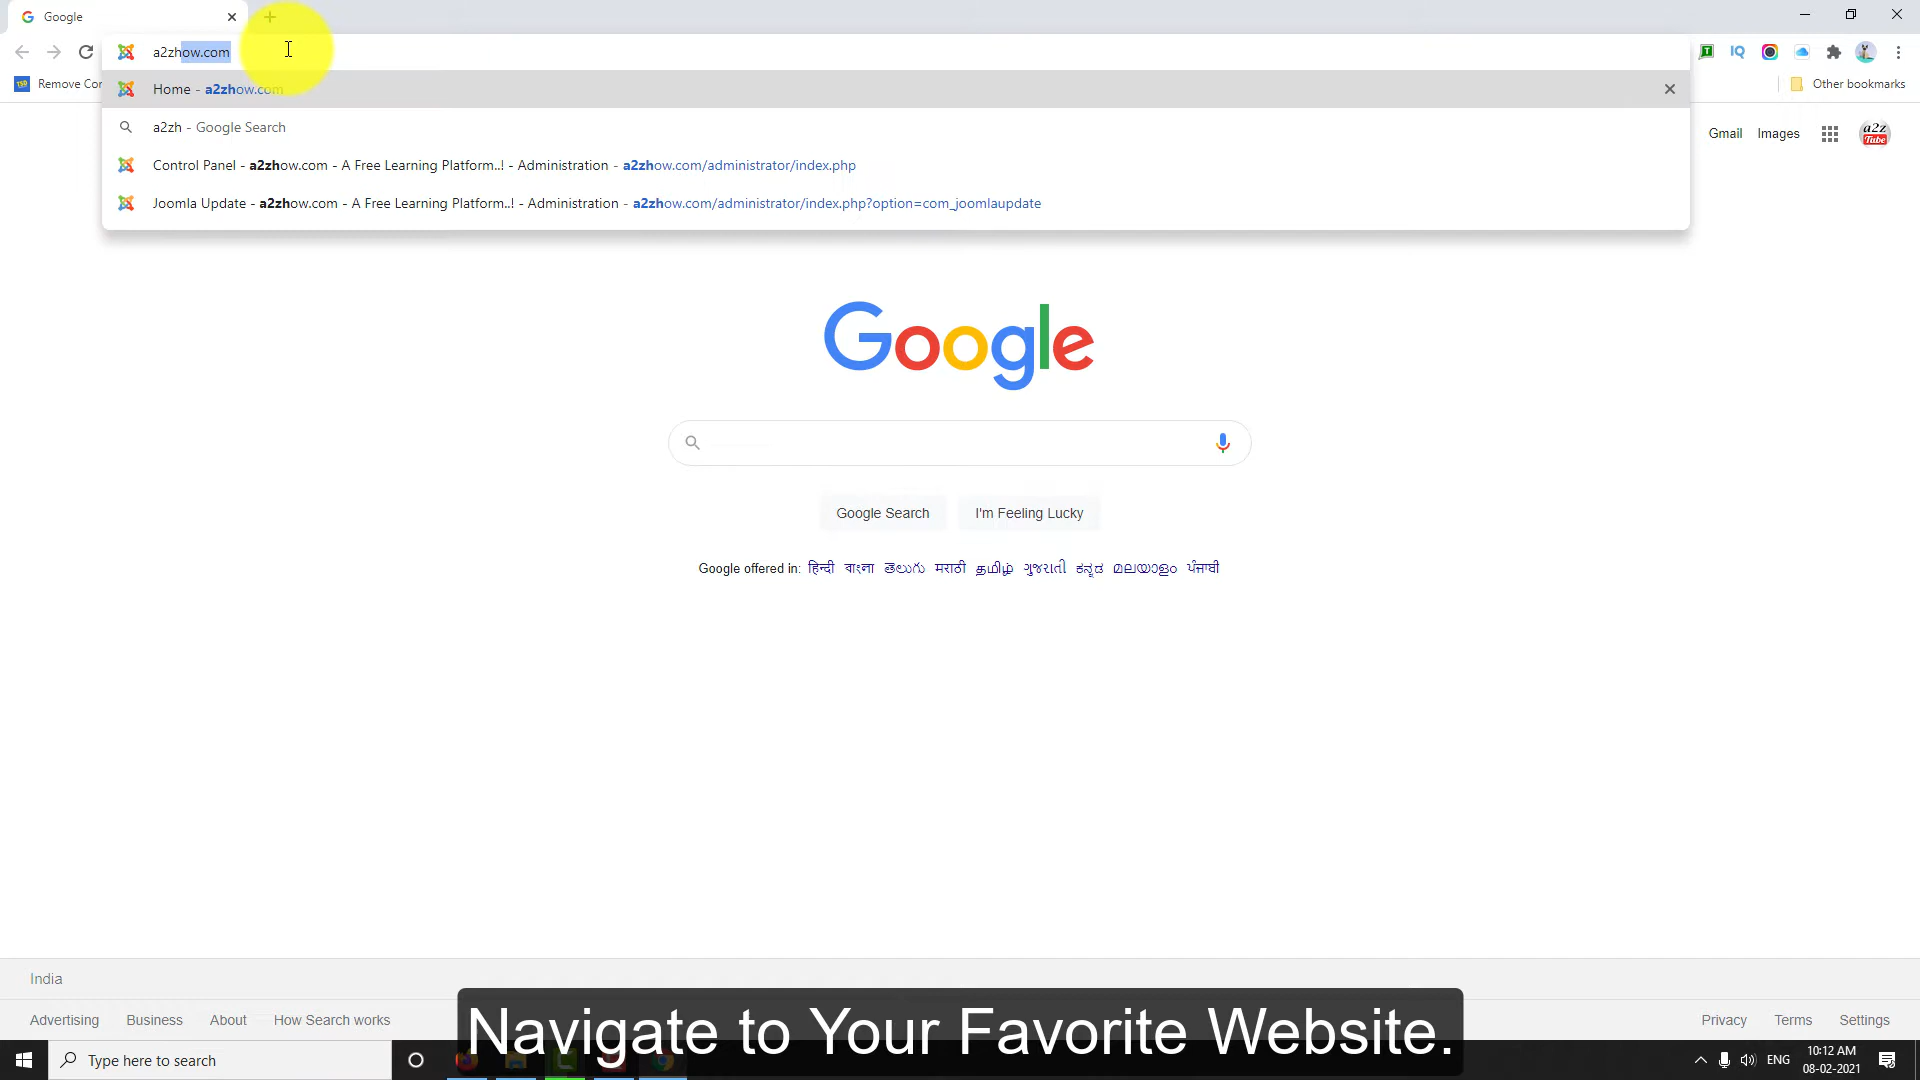 Google
a2zhow.com
Remove Cor
Other bookmarks
Home - a2zhow.com
a2zh - Google Search
Control Panel - a2zhow.com - A Free Learning Platform..! - Administration - a2zhow.com/administrator/index.php
Joomla Update - a2zhow.com - A Free Learning Platform..! - Administration - a2zhow.com/administrator/index.php?option=com_joomlaupdate
Gmail Images
a2z
Tube
IQ
T
Google
Google Search I'm Feeling Lucky
Google offered in: हिन्दी বাংলা తెలుగు मराठी தமிழ் ગુજરાતી ಕನ್ನಡ മലയാളം ਪੰਜਾਬੀ
India
Advertising Business About How Search works
Privacy Terms Settings
Navigate to Your Favorite Website.
Type here to search
ENG
10:12 AM
08-02-2021